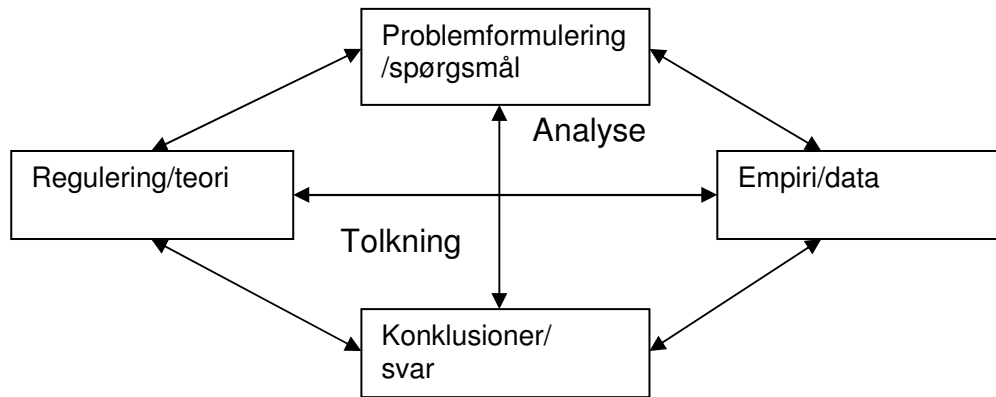 Problemformulering
/spørgsmål
Analyse
Regulering/teori
Empiri/data
Tolkning
Konklusioner/
svar